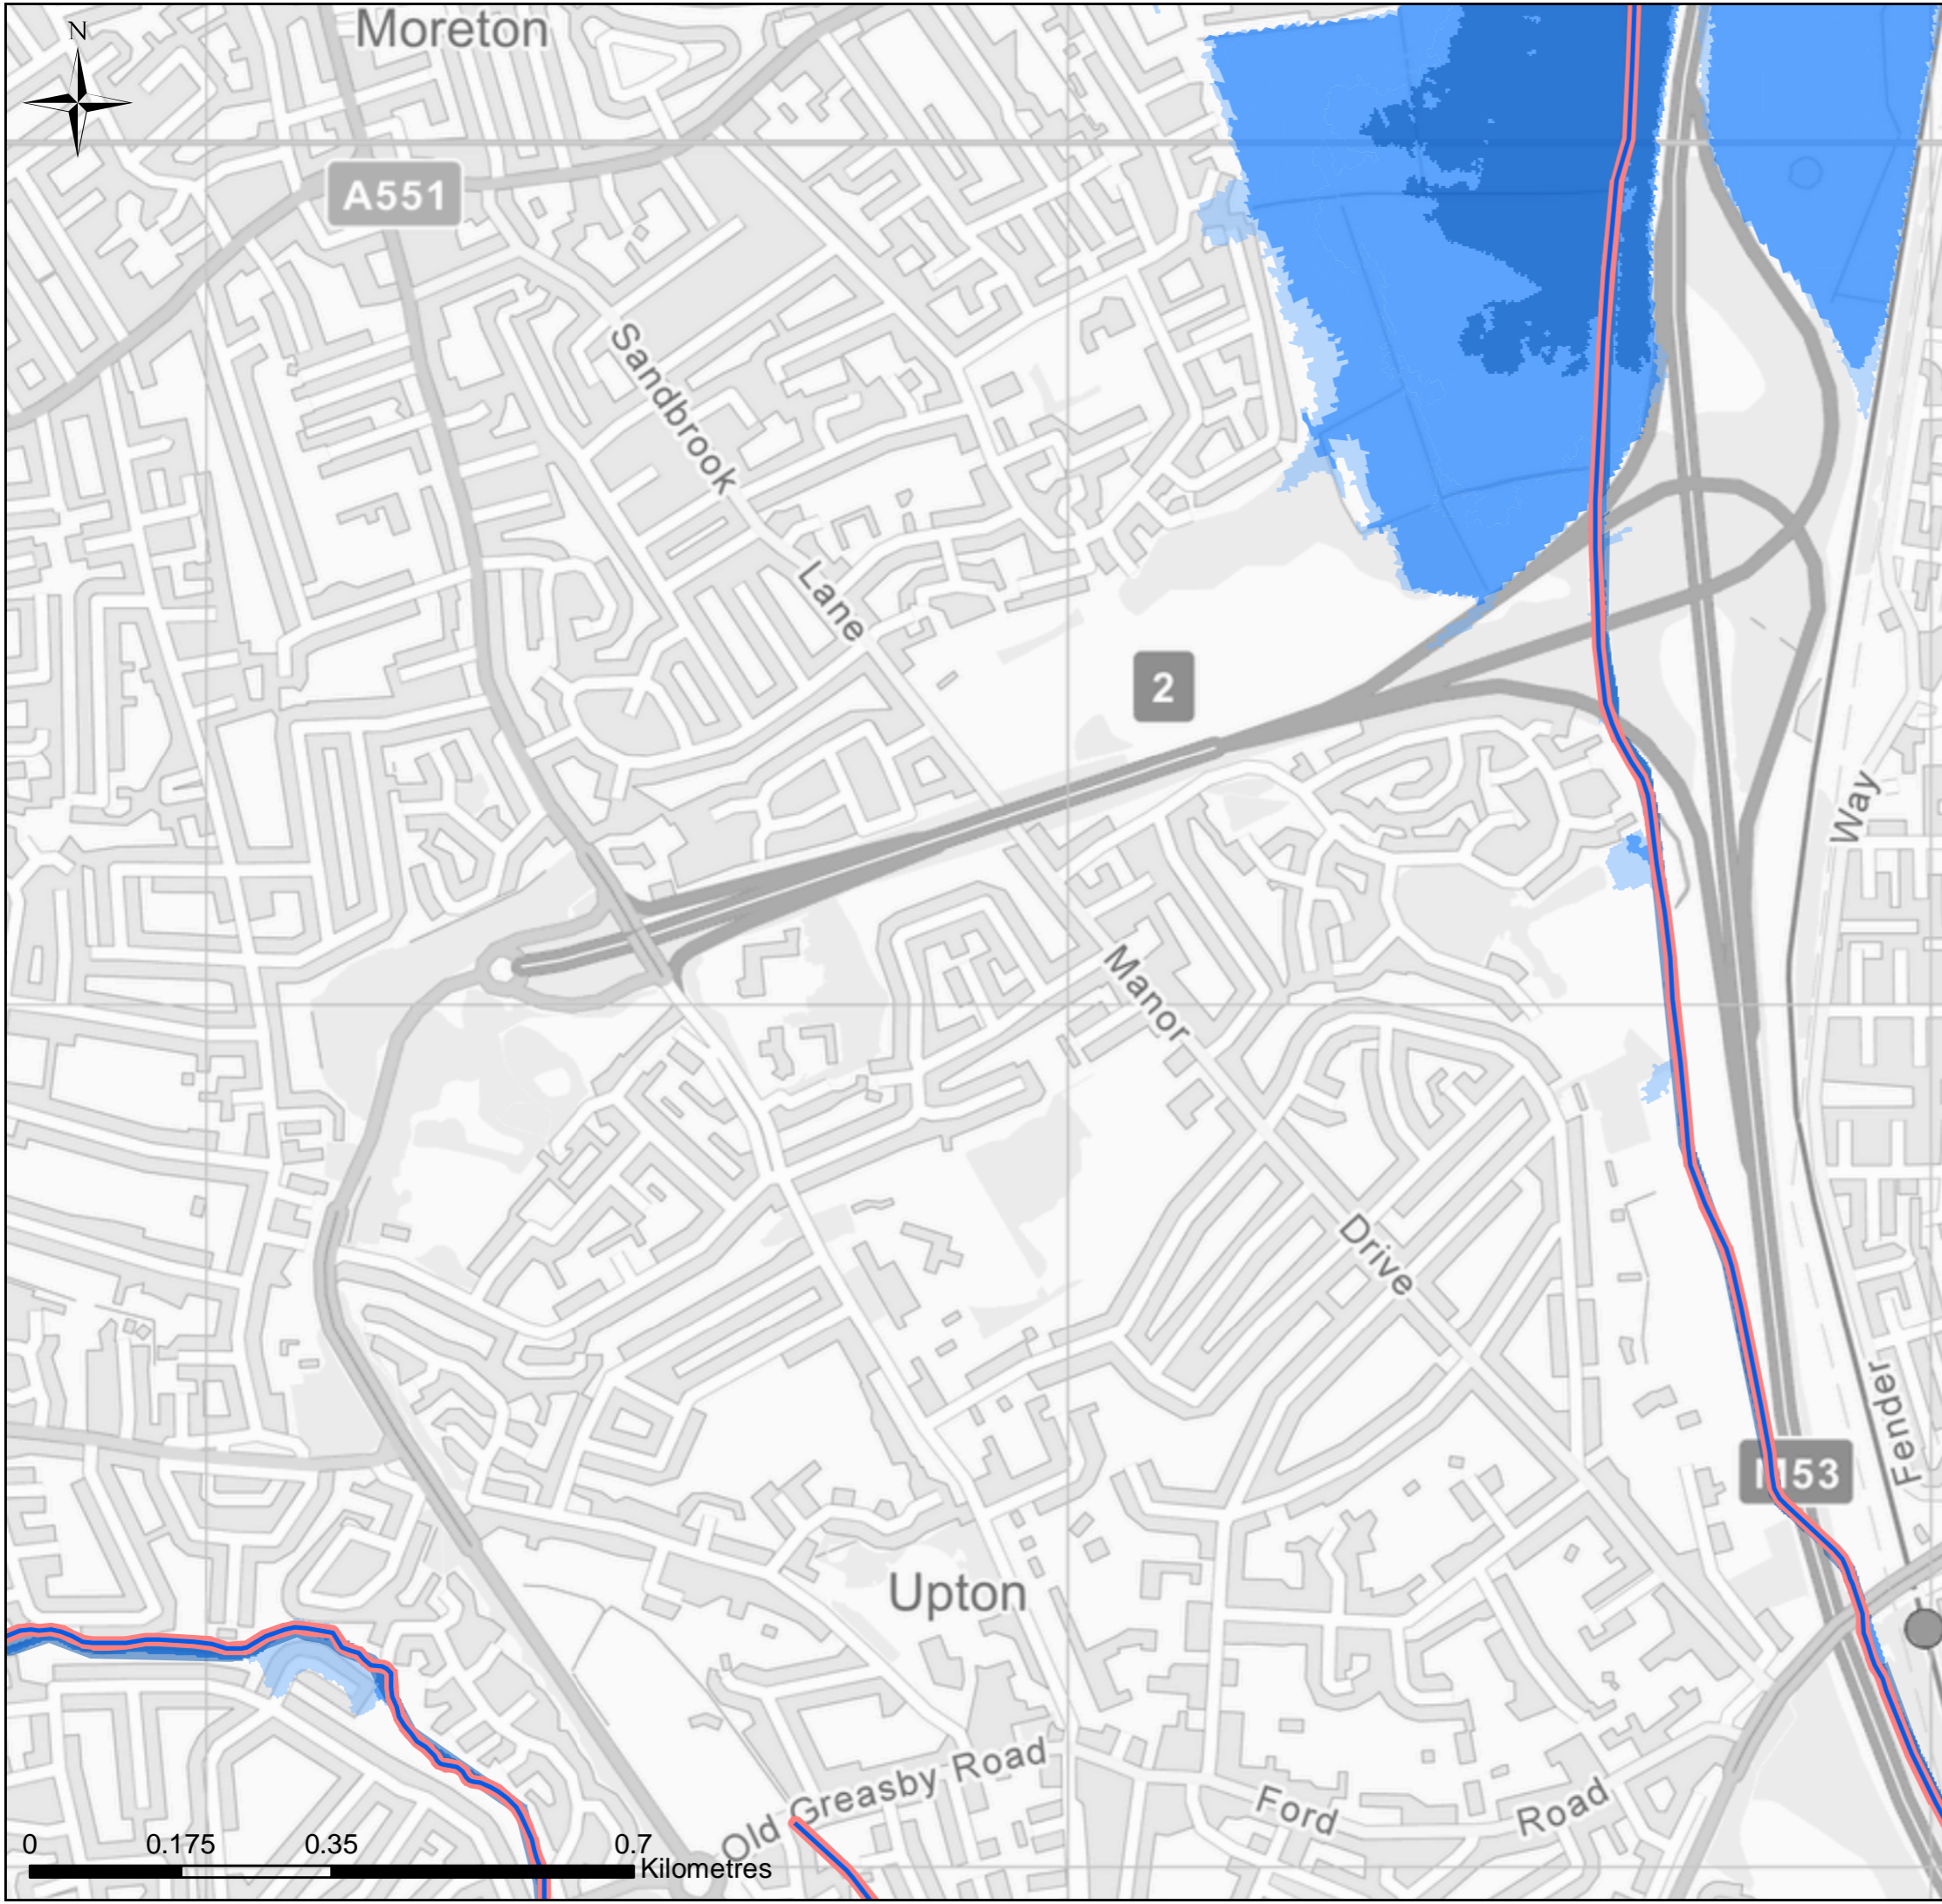 Moreton
N
A551
Sandbrook
Lane
2
Way
Manor
Drive
Fender
M53
Upton
Old Greasby Road
Ford
Road
0 0.175 0.35 0.7
Kilometres